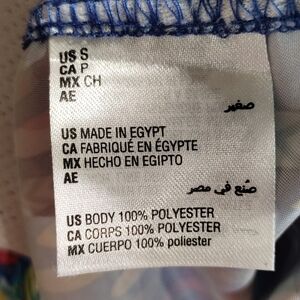 US S
CA P
MX CH
AE
صغير
US MADE IN EGYPT
CA FABRIQUÉ EN ÉGYPTE
MX HECHO EN EGIPTO
AE
صنع في مصر
US BODY 100% POLYESTER
CA CORPS 100% POLYESTER
MX CUERPO 100% poliester